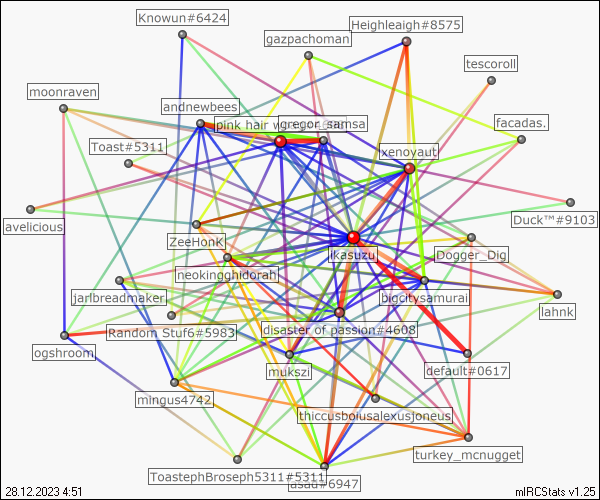 Knowun#6424
Heighleaigh#8575
gazpachoman
tescoroll
moonraven
andnewbees
pink hair
gregor_samsa
facadas.
Toast#5311
xenoyaut
avelicious
Duck™#9103
ZeeHonK
ikasuzu
Dogger_Dig
neokingghidorah
jarlbreadmaker
bigcitysamurai
lahnk
Random Stuf6#5983
disaster of passion#4608
ogshroom
mukszi
default#0617
mingus4742
thiccusboiusalexusjoneus
turkey_mcnugget
ToastephBroseph5311#5311
asad#6947
28.12.2023 4:51
mIRCStats v1.25